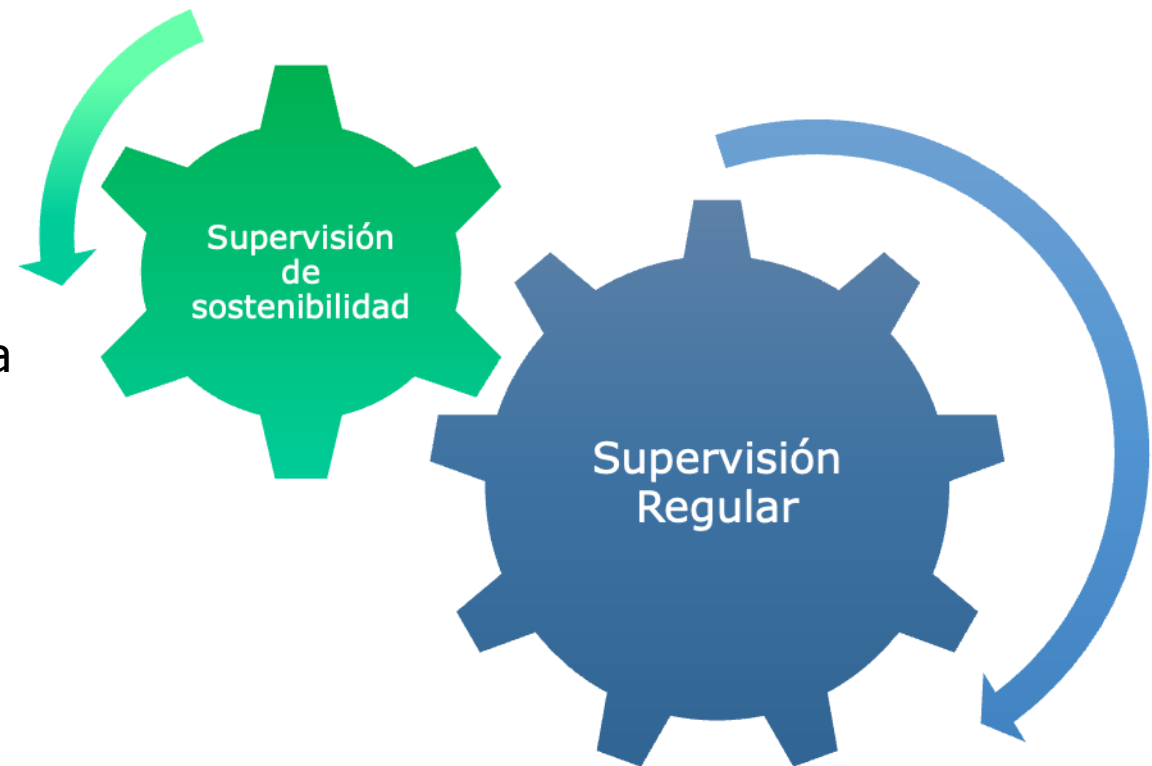 Supervisión
de
sostenibilidad
a
Supervisión
Regular